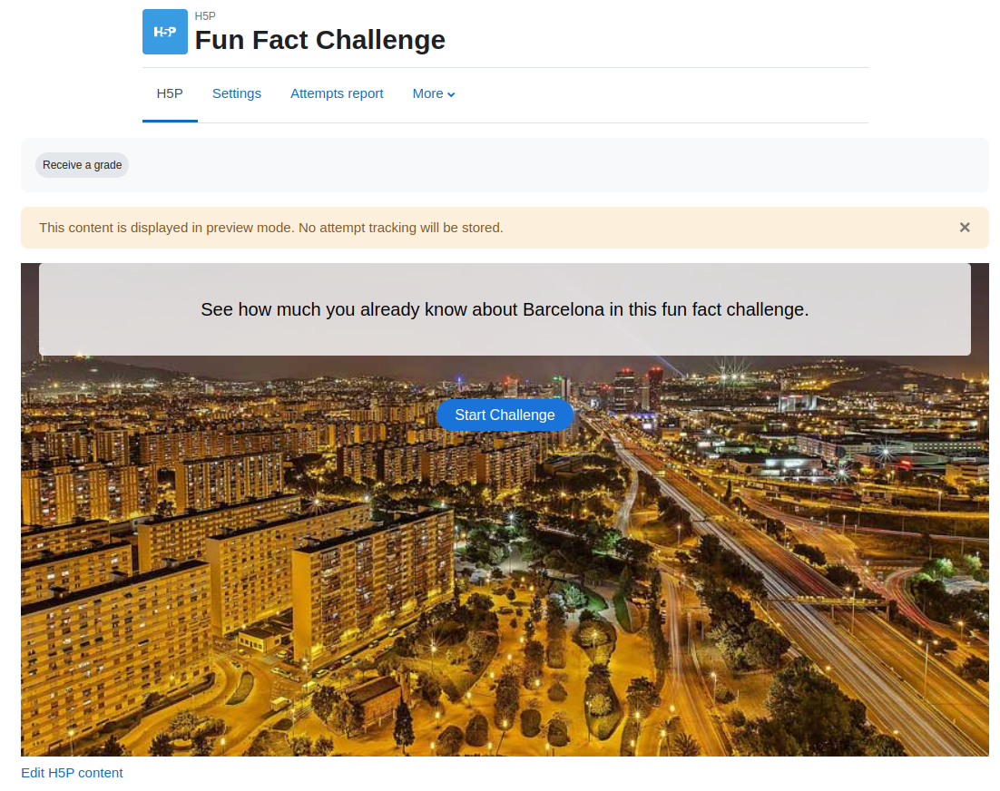 H5P
H5P
Fun Fact Challenge
H5P
Settings
Attempts report
More
Receive a grade
This content is displayed in preview mode. No attempt tracking will be stored.
See how much you already know about Barcelona in this fun fact challenge.
Start Challenge
Edit H5P content